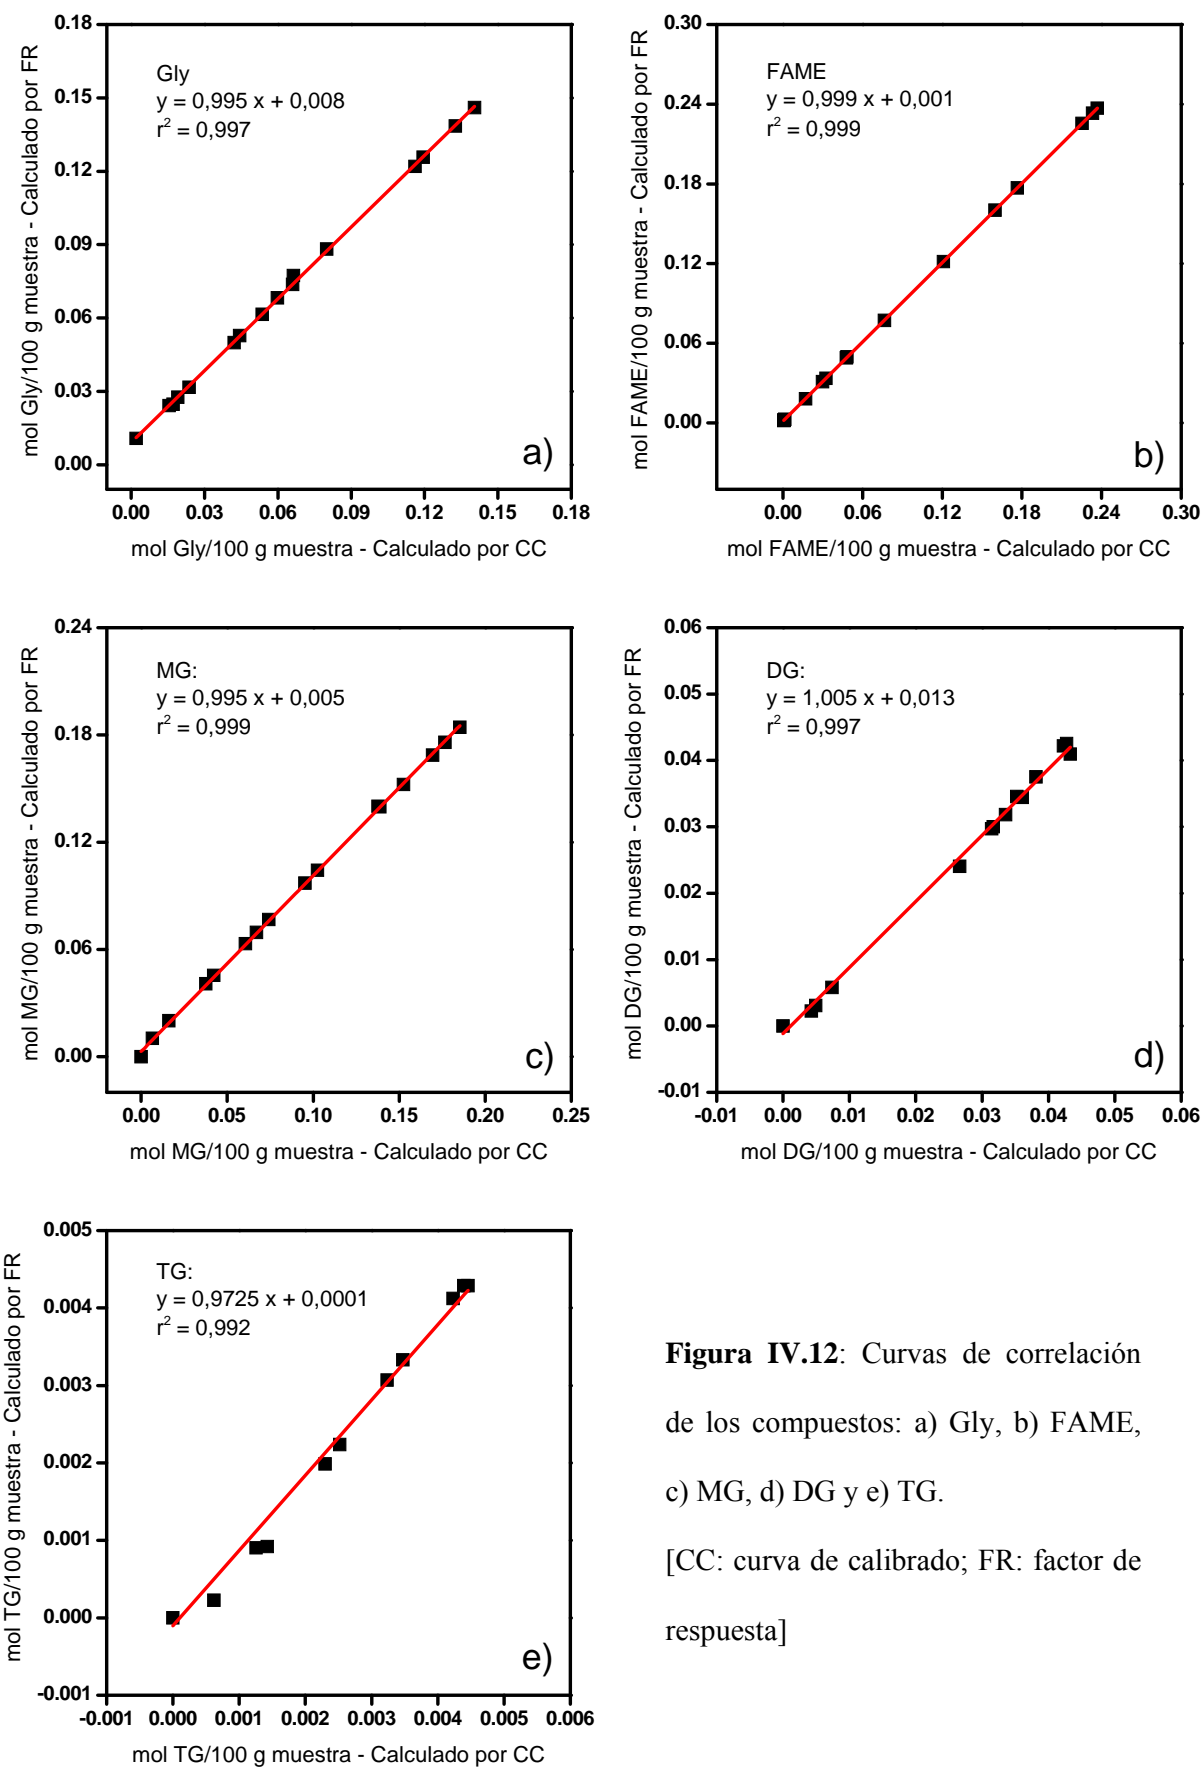 0.18
0.15
0.12
0.09
0.06
0.03
0.00
mol Gly/100 g muestra - Calculado por FR
Gly
y = 0,995 x + 0,008
r² = 0,997
a)
0.00 0.03 0.06 0.09 0.12 0.15 0.18
mol Gly/100 g muestra - Calculado por CC
0.30
0.24
0.18
0.12
0.06
0.00
mol FAME/100 g muestra - Calculado por FR
FAME
y = 0,999 x + 0,001
r² = 0,999
b)
0.00 0.06 0.12 0.18 0.24 0.30
mol FAME/100 g muestra - Calculado por CC
0.24
0.18
0.12
0.06
0.00
mol MG/100 g muestra - Calculado por FR
MG:
y = 0,995 x + 0,005
r² = 0,999
c)
0.00 0.05 0.10 0.15 0.20 0.25
mol MG/100 g muestra - Calculado por CC
0.06
0.05
0.04
0.03
0.02
0.01
0.00
-0.01
mol DG/100 g muestra - Calculado por FR
DG:
y = 1,005 x + 0,013
r² = 0,997
d)
-0.01 0.00 0.01 0.02 0.03 0.04 0.05 0.06
mol DG/100 g muestra - Calculado por CC
0.005
0.004
0.003
0.002
0.001
0.000
-0.001
mol TG/100 g muestra - Calculado por FR
TG:
y = 0,9725 x + 0,0001
r² = 0,992
e)
-0.001 0.000 0.001 0.002 0.003 0.004 0.005 0.006
mol TG/100 g muestra - Calculado por CC
Figura IV.12: Curvas de correlación
de los compuestos: a) Gly, b) FAME,
c) MG, d) DG y e) TG.
[CC: curva de calibrado; FR: factor de
respuesta]